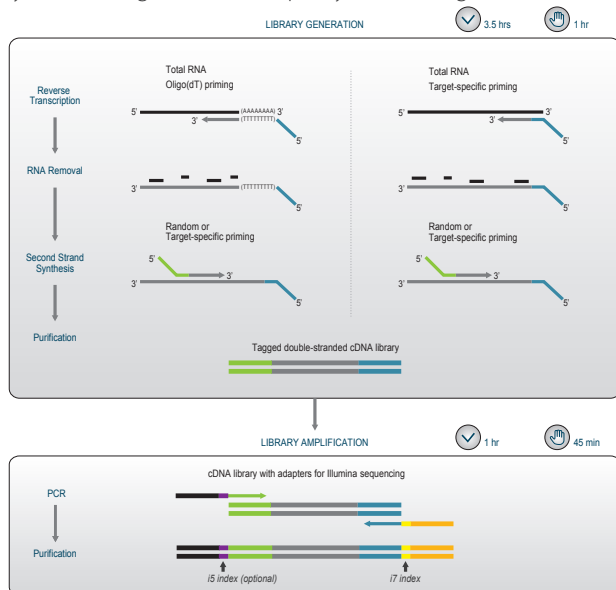 LIBRARY GENERATION
3.5 hrs
1 hr
Reverse
Transcription
RNA Removal
Second Strand
Synthesis
Purification
Total RNA
Oligo(dT) priming
5' (AAAAAAAA) 3'
3' (TTTTTTTTT)
5'
3' (TTTTTTTTT)
5'
Random or
Target-specific priming
5'
3'
3'
5'
Total RNA
Target-specific priming
5' 3'
3'
5'
3'
5'
Random or
Target-specific priming
5'
3'
3'
5'
Tagged double-stranded cDNA library
LIBRARY AMPLIFICATION
1 hr
45 min
cDNA library with adapters for Illumina sequencing
PCR
Purification
i5 index (optional)
i7 index